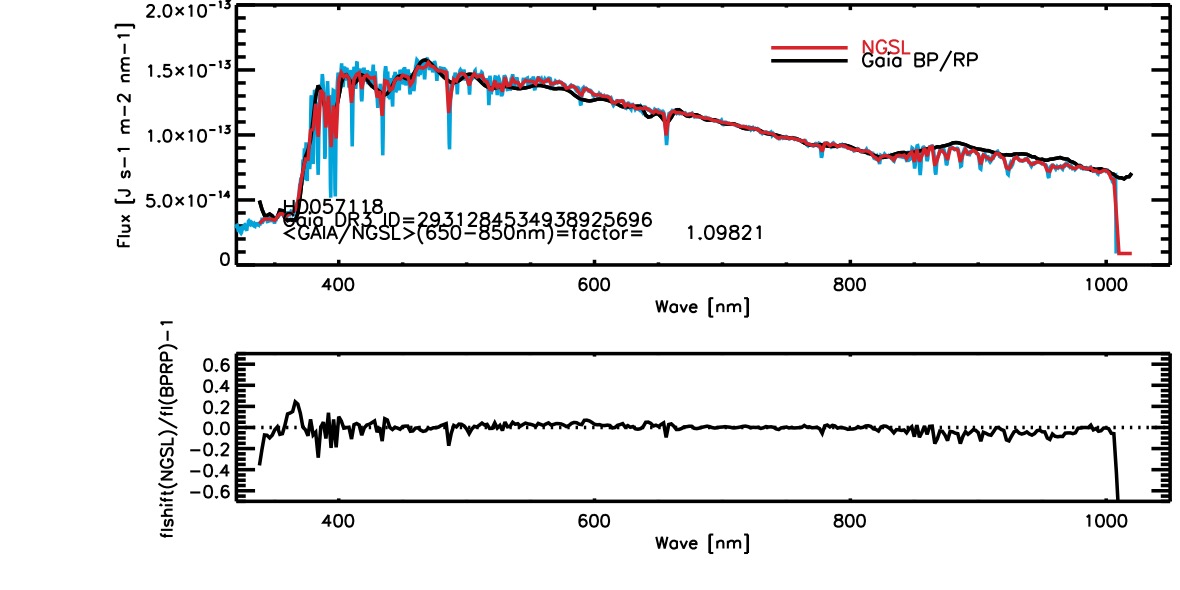 2.0×10−13
1.5×10−13
1.0×10−13
5.0×10−14
0
Flux [J s−1 m−2 nm−1]
NGSL
Gaia BP/RP
HD057118
Gaia DR3 ID=2931284534938925696
<GAIA/NGSL>(650−850nm)=factor= 1.09821
400 600 800 1000
Wave [nm]
flshift(NGSL)/fl(BPRP)−1
0.6
0.4
0.2
0.0
−0.2
−0.4
−0.6
400 600 800 1000
Wave [nm]